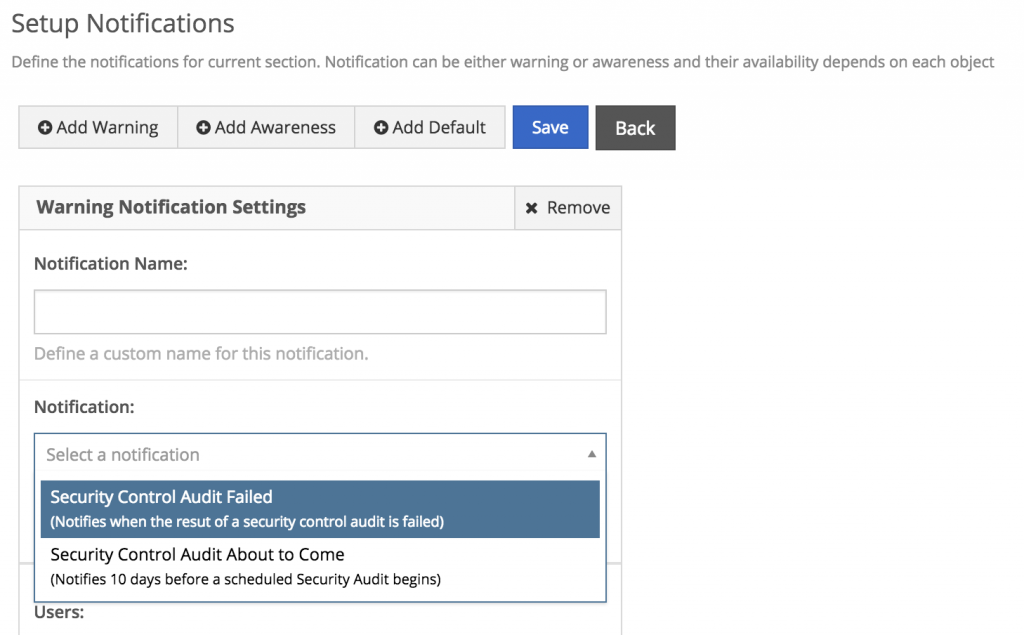 Setup Notifications
Define the notifications for current section. Notification can be either warning or awareness and their availability depends on each object
Add Warning Add Awareness Add Default Save Back
Warning Notification Settings Remove
Notification Name:
Define a custom name for this notification.
Notification:
Select a notification
Security Control Audit Failed
(Notifies when the resut of a security control audit is failed)
Security Control Audit About to Come
(Notifies 10 days before a scheduled Security Audit begins)
Users: